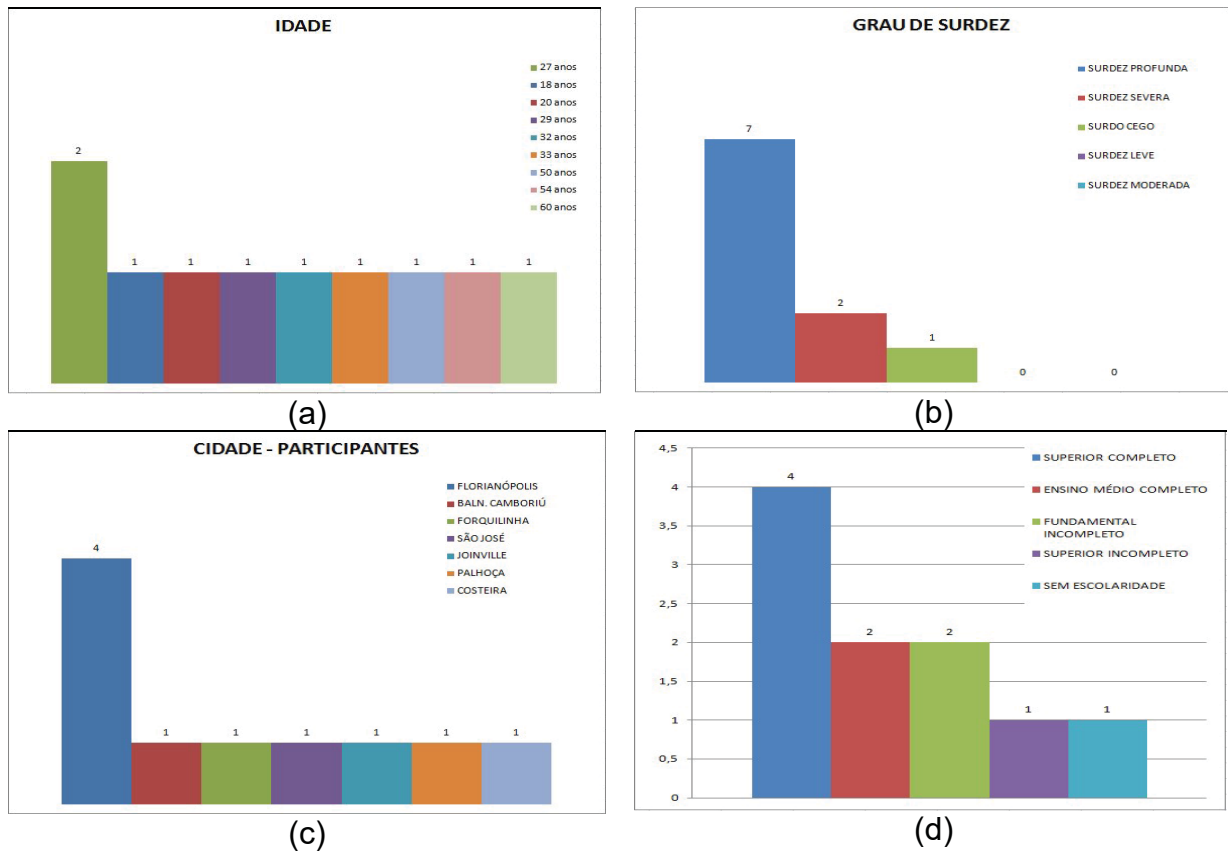 IDADE
27 anos
18 anos
20 anos
29 anos
32 anos
33 anos
50 anos
54 anos
60 anos
2
1 1 1 1 1 1 1 1
(a)
GRAU DE SURDEZ
SURDEZ PROFUNDA
SURDEZ SEVERA
SURDO CEGO
SURDEZ LEVE
SURDEZ MODERADA
7
2
1
0 0
(b)
CIDADE - PARTICIPANTES
FLORIANÓPOLIS
BALN. CAMBORIÚ
FORQUILINHA
SÃO JOSÉ
JOINVILLE
PALHOÇA
COSTEIRA
4
1 1 1 1 1 1
(c)
4,5
4
3,5
3
2,5
2
1,5
1
0,5
0
SUPERIOR COMPLETO
ENSINO MÉDIO COMPLETO
FUNDAMENTAL
INCOMPLETO
SUPERIOR INCOMPLETO
SEM ESCOLARIDADE
4
2 2
1 1
(d)